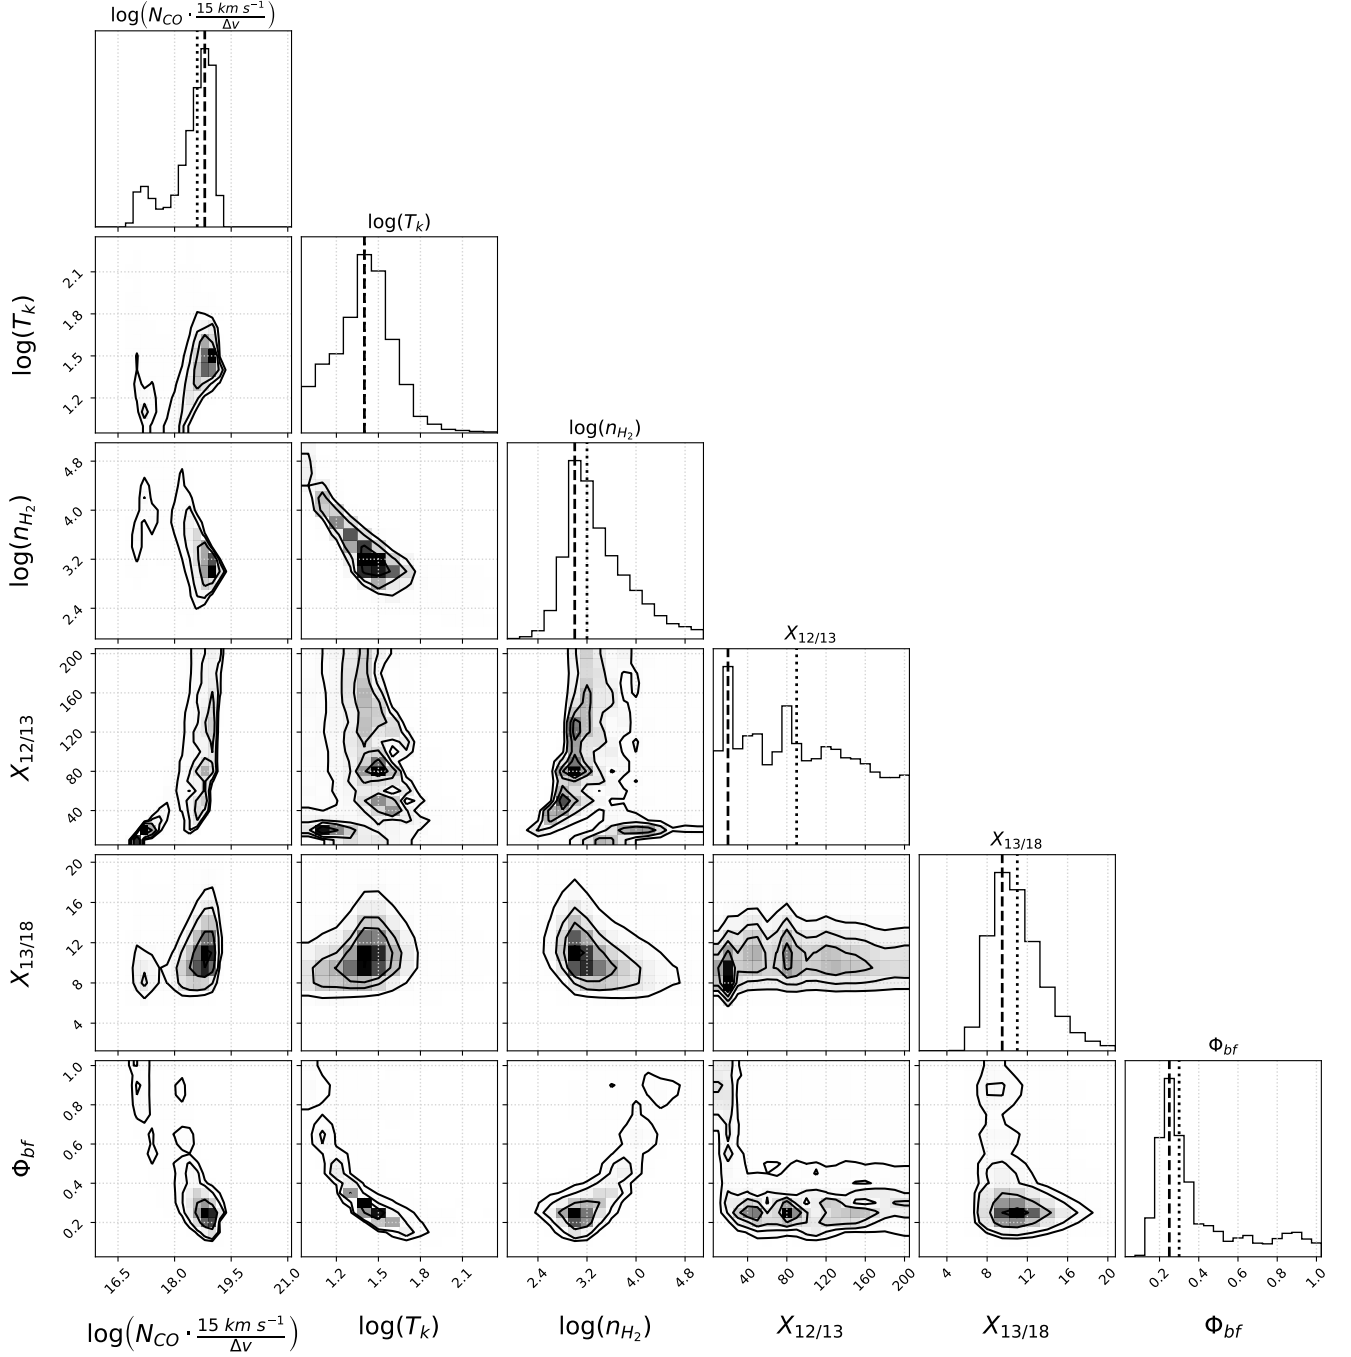 log(N_CO · 15 km s⁻¹/Δv)
log(T_k)
2.1
1.8
1.5
1.2
log(T_k)
log(n_H₂)
4.8
4.0
3.2
2.4
log(n_H₂)
X_12/13
200
160
120
80
40
X_12/13
X_13/18
20
16
12
8
4
X_13/18
Φ_bf
1.0
0.8
0.6
0.4
0.2
Φ_bf
16.5 18.0 19.5 21.0 1.2 1.5 1.8 2.1 2.4 3.2 4.0 4.8 40 80 120 160 200 4 8 12 16 20 0.2 0.4 0.6 0.8 1.0
log(N_CO · 15 km s⁻¹/Δv) log(T_k) log(n_H₂) X_12/13 X_13/18 Φ_bf